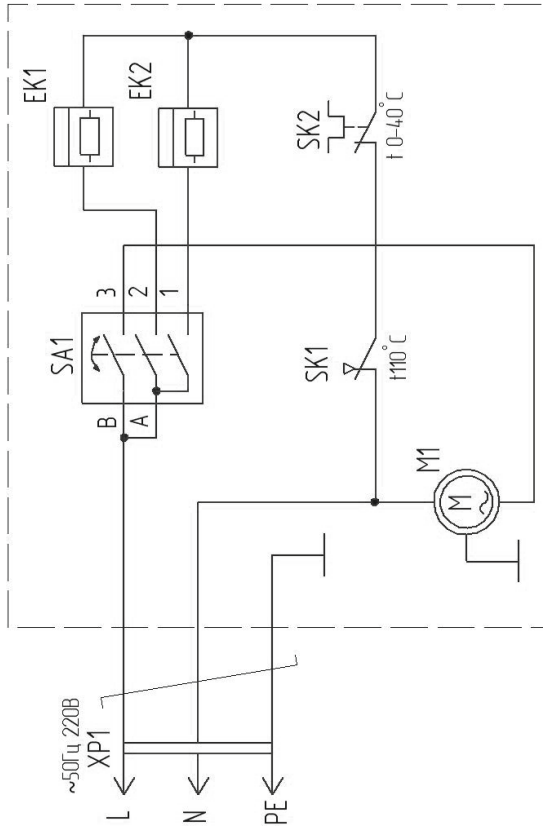 ~50Гц 220В
XP1
L
N
PE
SA1
B
A
3
2
1
EK1
EK2
SK1
t110°C
SK2
t 0-40°C
M1
M